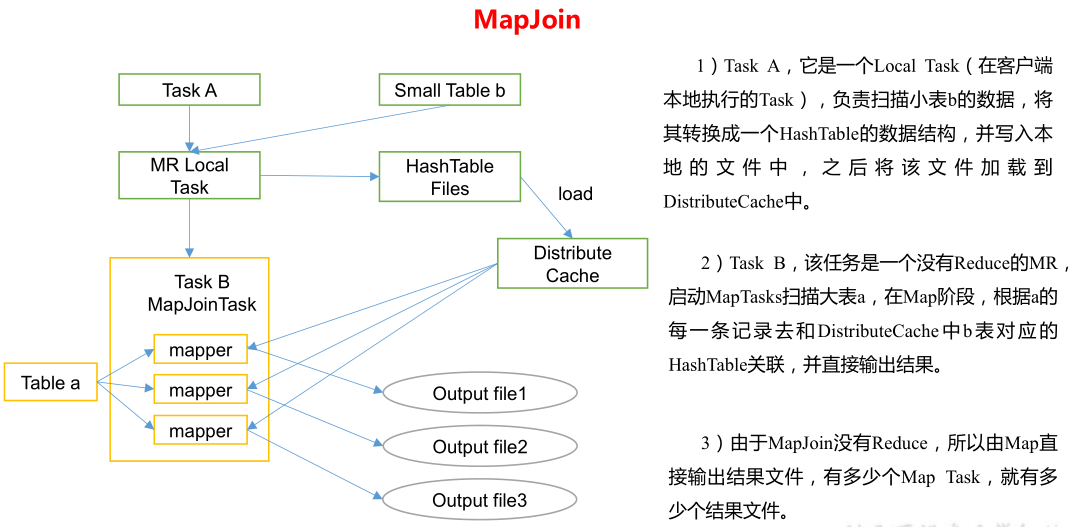 MapJoin
Task A
Small Table b
MR Local
Task
HashTable
Files
load
Distribute
Cache
Task B
MapJoinTask
mapper
mapper
mapper
Table a
Output file1
Output file2
Output file3
1）Task A，它是一个Local Task（在客户端
本地执行的Task），负责扫描小表b的数据，将
其转换成一个HashTable的数据结构，并写入本
地的文件中，之后将该文件加载到
DistributeCache中。
2）Task B，该任务是一个没有Reduce的MR，
启动MapTasks扫描大表a，在Map阶段，根据a的
每一条记录去和DistributeCache中b表对应的
HashTable关联，并直接输出结果。
3）由于MapJoin没有Reduce，所以由Map直
接输出结果文件，有多少个Map Task，就有多
少个结果文件。